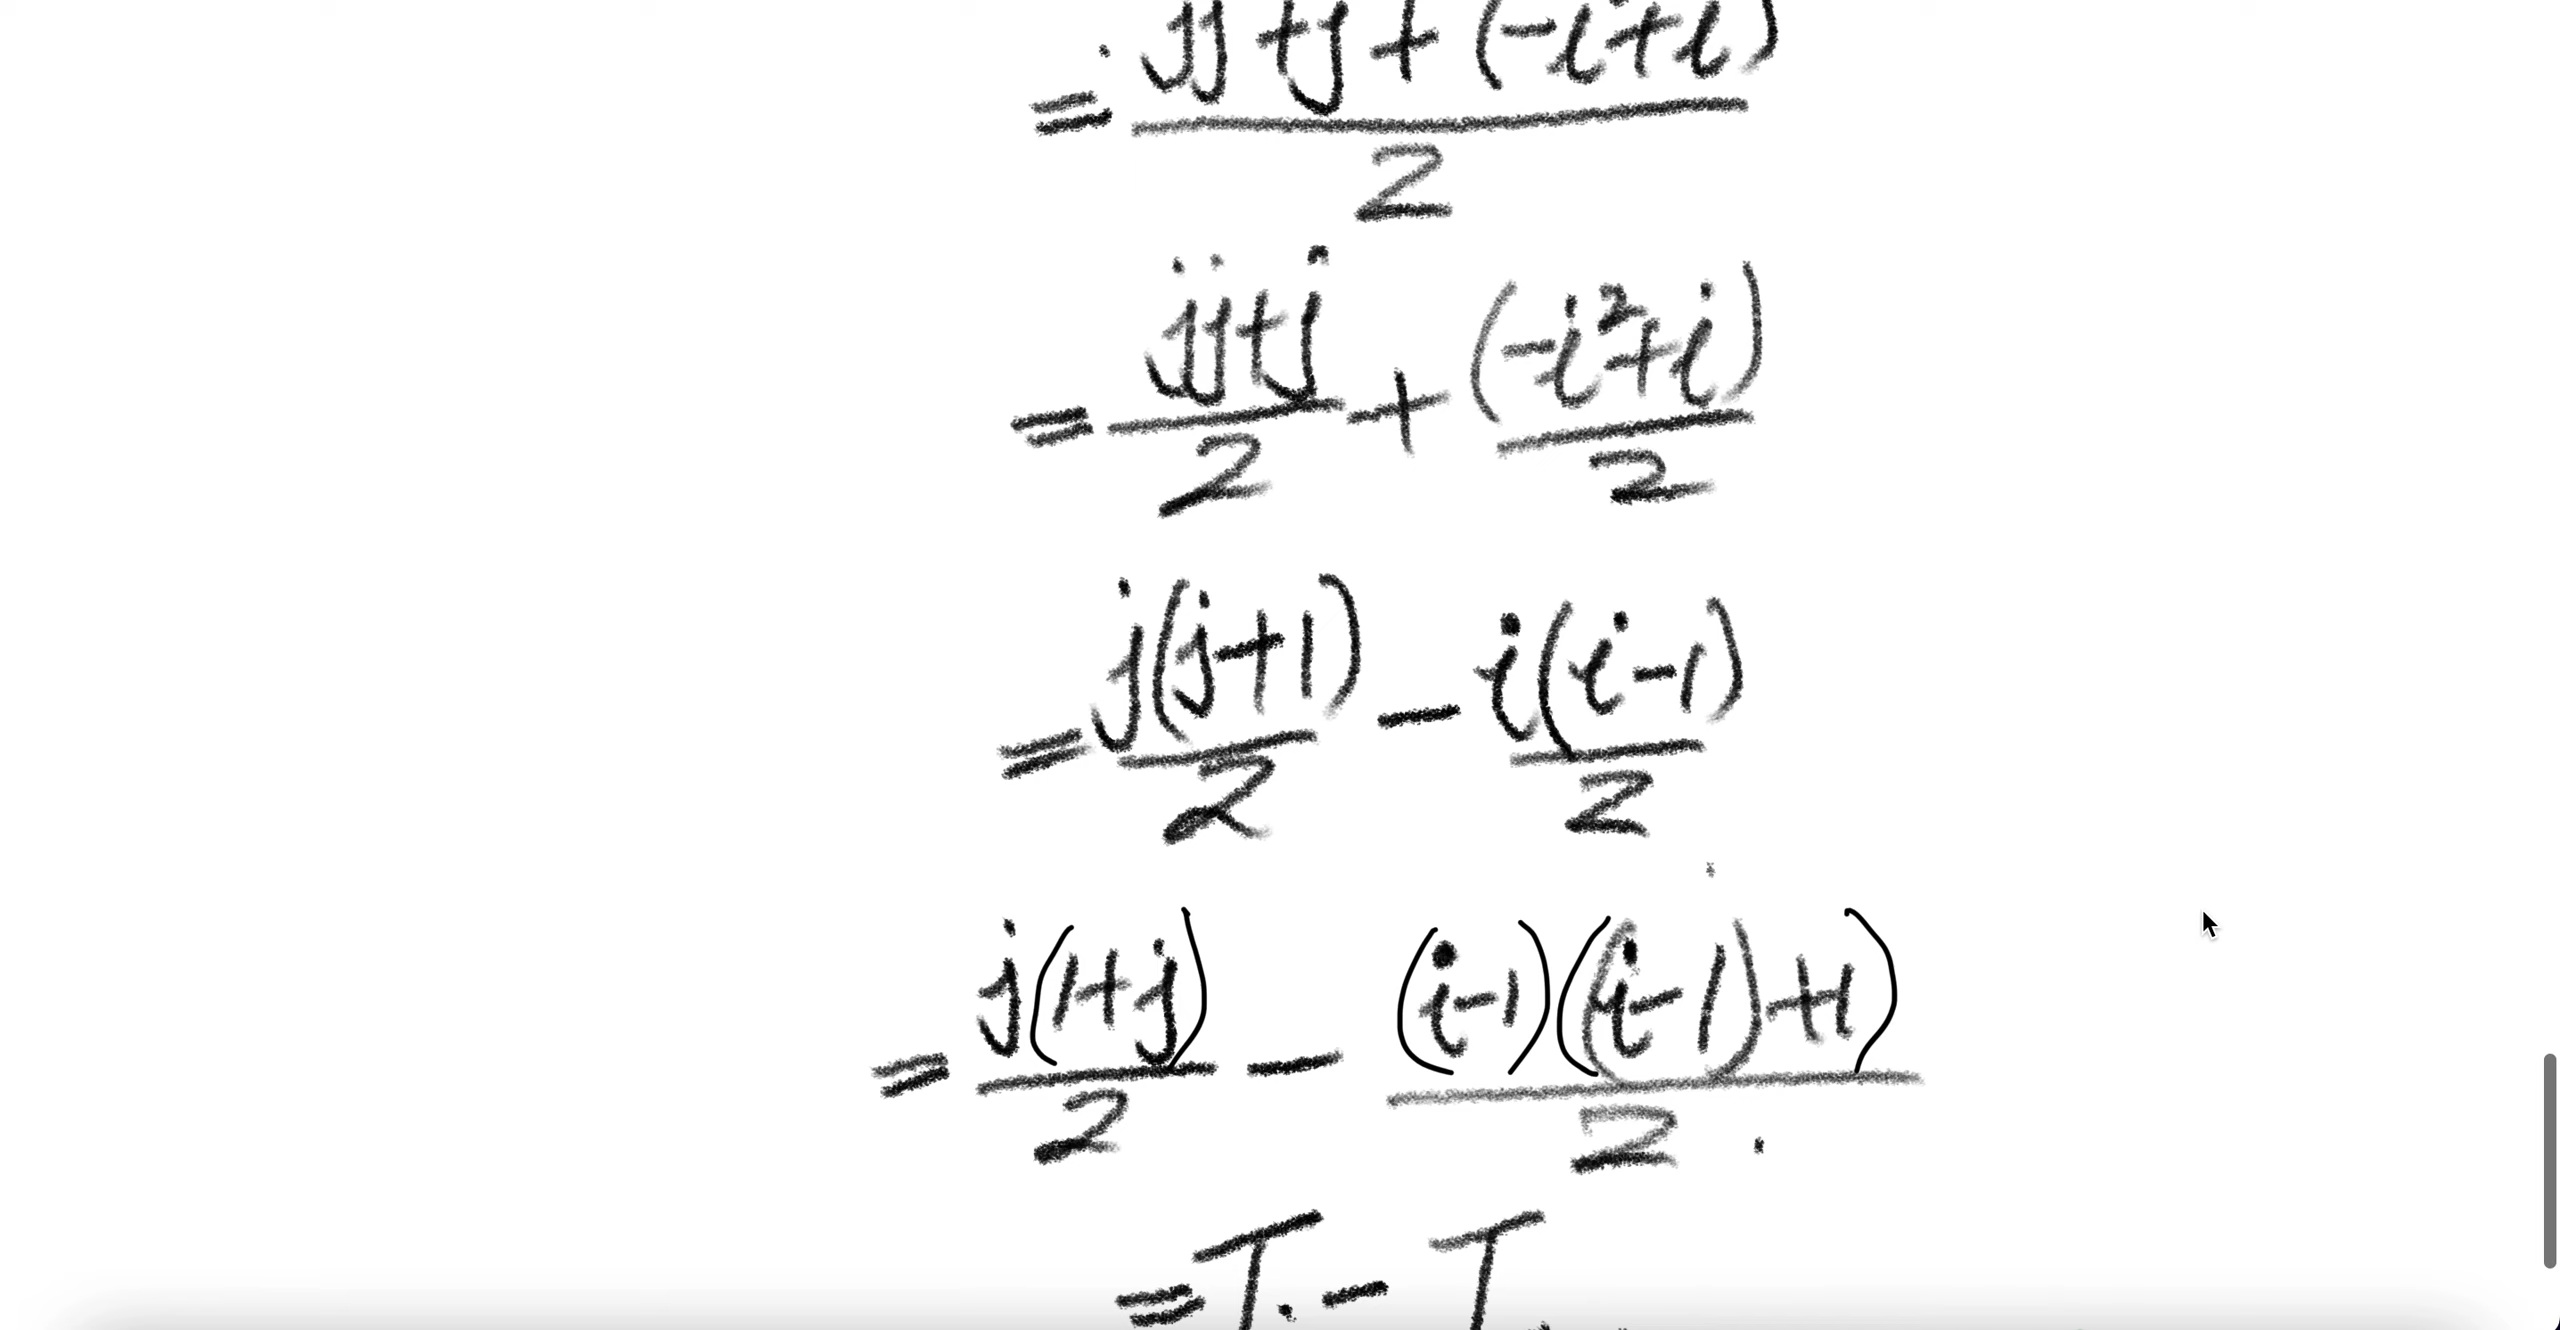 = (jj + j + (-i²+i))/2
= (jj+j)/2 + (-i²+i)/2
= j(j+1)/2 - i(i-1)/2
= j(1+j)/2 - (i-1)((i-1)+1)/2
= T - T